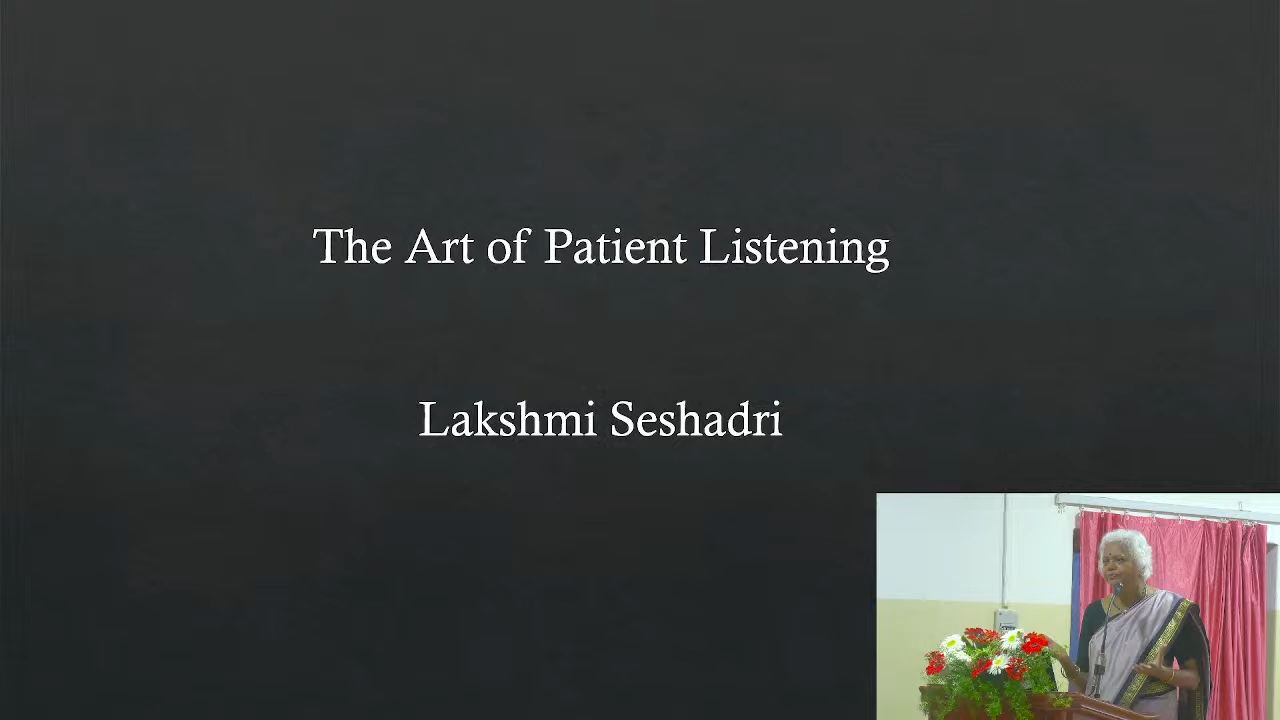 The Art of Patient Listening
Lakshmi Seshadri